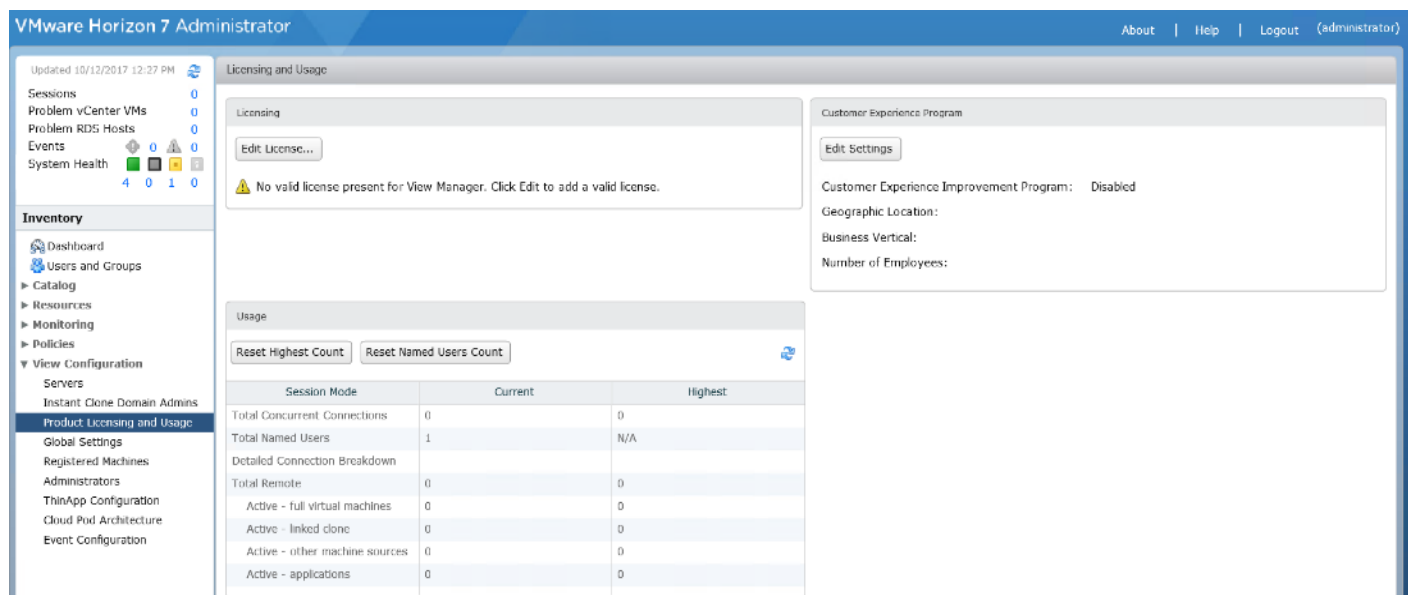 VMware Horizon 7 Administrator
About | Help | Logout (administrator)
Updated 10/12/2017 12:27 PM
Sessions 0
Problem vCenter VMs 0
Problem RDS Hosts 0
Events 0 0
System Health
4 0 1 0
Inventory
Dashboard
Users and Groups
Catalog
Resources
Monitoring
Policies
View Configuration
Servers
Instant Clone Domain Admins
Product Licensing and Usage
Global Settings
Registered Machines
Administrators
ThinApp Configuration
Cloud Pod Architecture
Event Configuration
Licensing and Usage
Licensing
Edit License...
No valid license present for View Manager. Click Edit to add a valid license.
Customer Experience Program
Edit Settings
Customer Experience Improvement Program: Disabled
Geographic Location:
Business Vertical:
Number of Employees:
Usage
Reset Highest Count Reset Named Users Count
Session Mode Current Highest
Total Concurrent Connections 0 0
Total Named Users 1 N/A
Detailed Connection Breakdown
Total Remote 0 0
Active - full virtual machines 0 0
Active - linked clone 0 0
Active - other machine sources 0 0
Active - applications 0 0